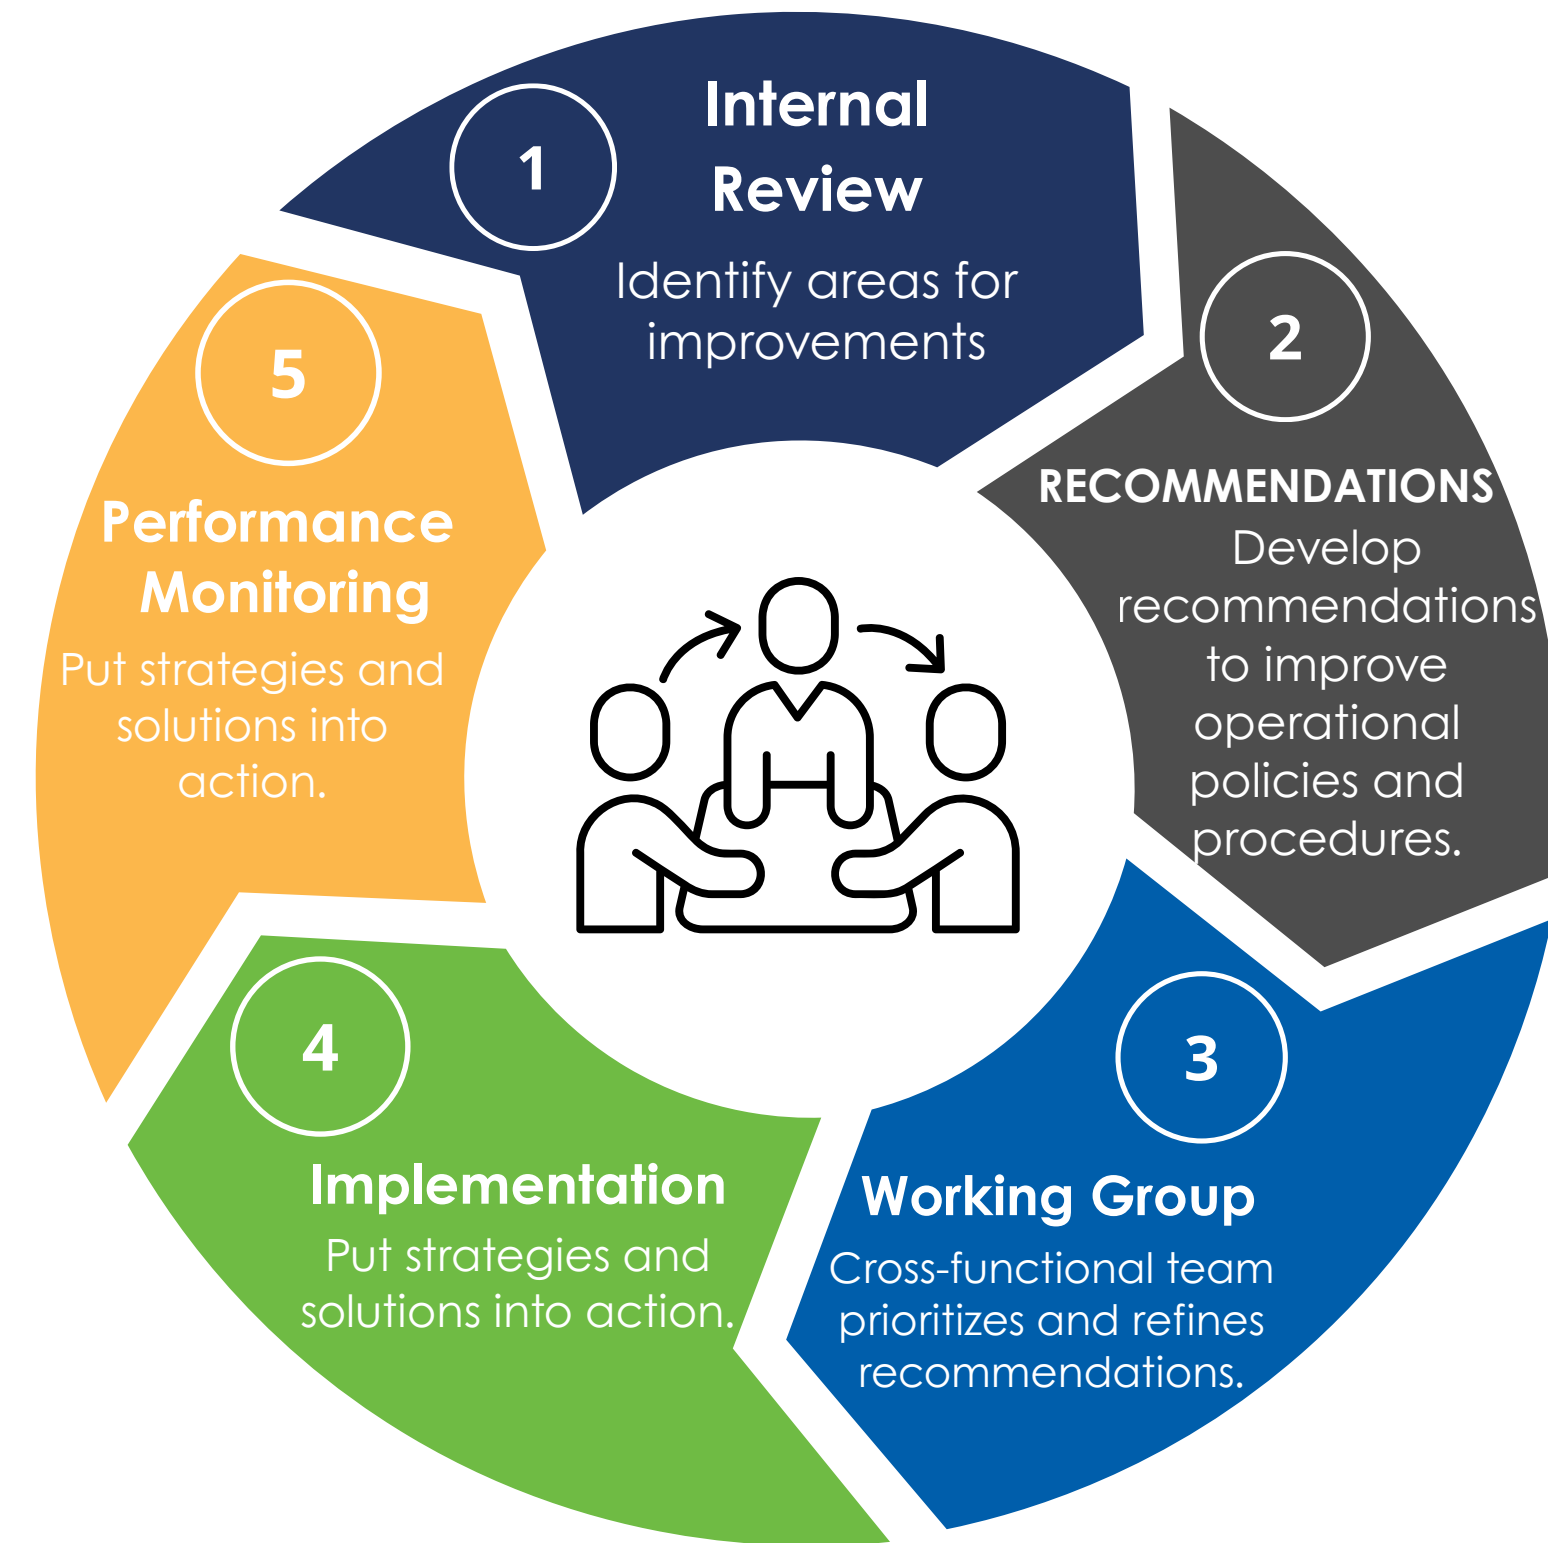 1
Internal
Review
Identify areas for
improvements
2
RECOMMENDATIONS
Develop
recommendations
to improve
operational
policies and
procedures.
3
Working Group
Cross-functional team
prioritizes and refines
recommendations.
4
Implementation
Put strategies and
solutions into action.
5
Performance
Monitoring
Put strategies and
solutions into
action.